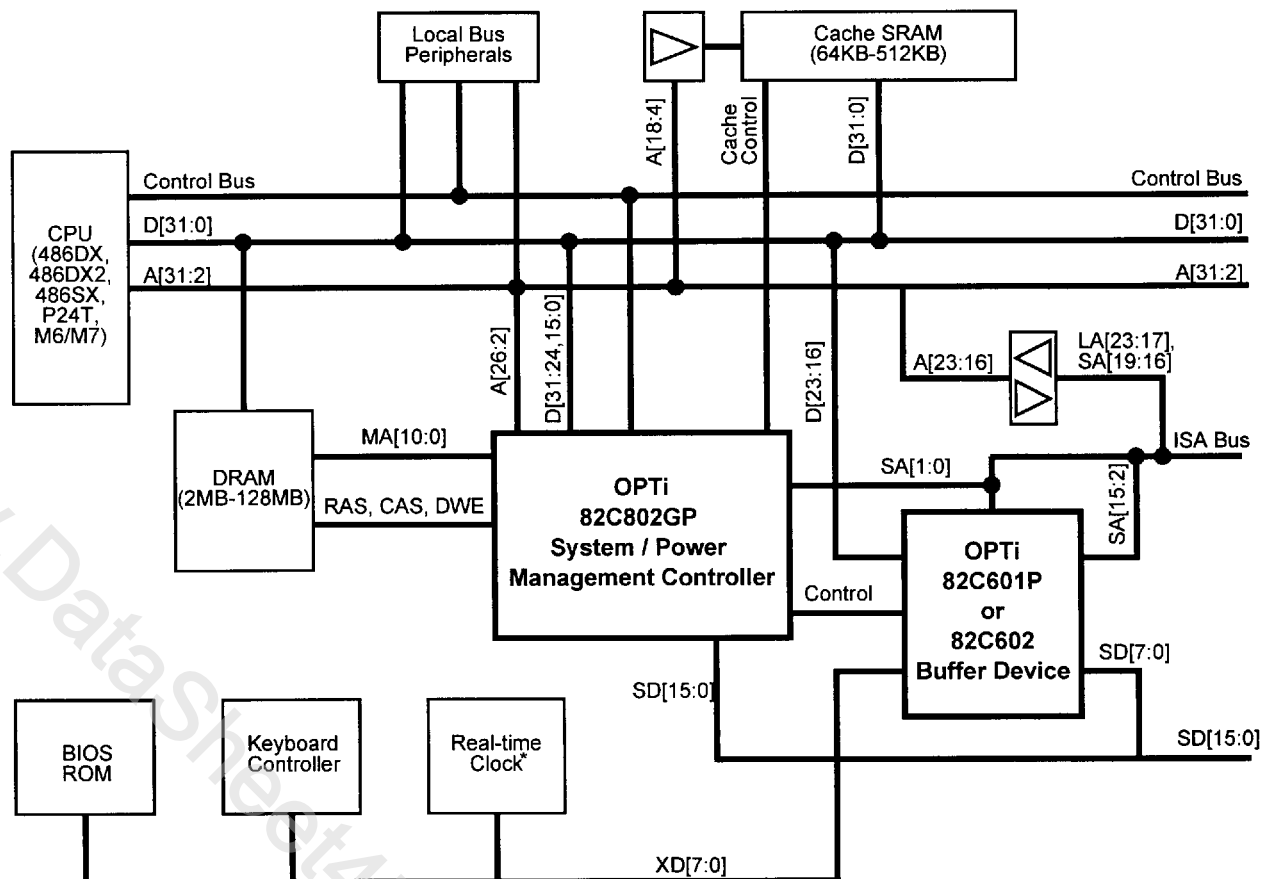 Local Bus
Peripherals
Cache SRAM
(64KB-512KB)
A[18:4]
Cache
Control
D[31:0]
CPU
(486DX,
486DX2,
486SX,
P24T,
M6/M7)
Control Bus
Control Bus
D[31:0]
D[31:0]
A[31:2]
A[31:2]
A[26:2]
D[31:24,15:0]
D[23:16]
A[23:16]
LA[23:17],
SA[19:16]
ISA Bus
DRAM
(2MB-128MB)
MA[10:0]
RAS, CAS, DWE
OPTi
82C802GP
System / Power
Management Controller
SA[1:0]
SA[15:2]
Control
OPTi
82C601P
or
82C602
Buffer Device
SD[7:0]
SD[15:0]
SD[15:0]
BIOS
ROM
Keyboard
Controller
Real-time
Clock*
XD[7:0]
DataSheet4